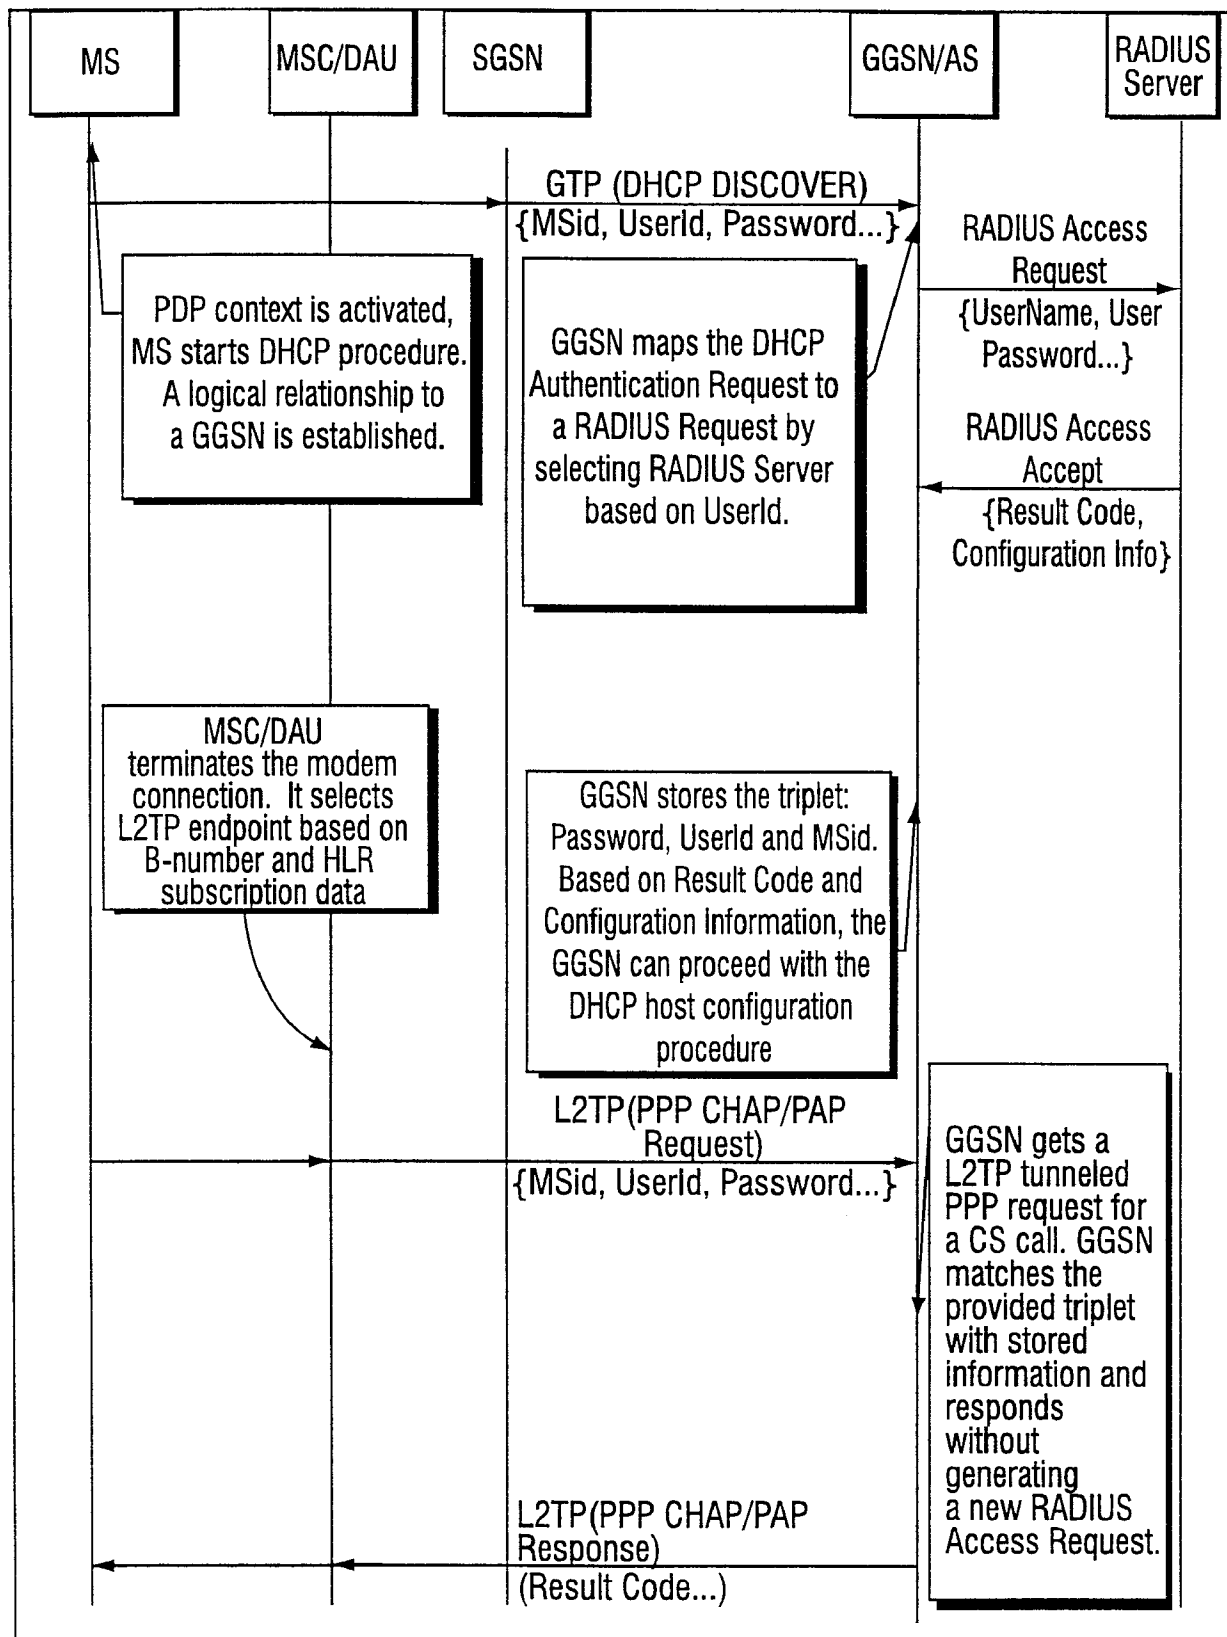 MS
MSC/DAU
SGSN
GGSN/AS
RADIUS
Server
GTP (DHCP DISCOVER)
{MSid, UserId, Password...}
RADIUS Access
Request
{UserName, User
Password...}
PDP context is activated,
MS starts DHCP procedure.
A logical relationship to
a GGSN is established.
GGSN maps the DHCP
Authentication Request to
a RADIUS Request by
selecting RADIUS Server
based on UserId.
RADIUS Access
Accept
{Result Code,
Configuration Info}
MSC/DAU
terminates the modem
connection. It selects
L2TP endpoint based on
B-number and HLR
subscription data
GGSN stores the triplet:
Password, UserId and MSid.
Based on Result Code and
Configuration Information, the
GGSN can proceed with the
DHCP host configuration
procedure
L2TP(PPP CHAP/PAP
Request)
{MSid, UserId, Password...}
GGSN gets a
L2TP tunneled
PPP request for
a CS call. GGSN
matches the
provided triplet
with stored
information and
responds
without
generating
a new RADIUS
Access Request.
L2TP(PPP CHAP/PAP
Response)
(Result Code...)